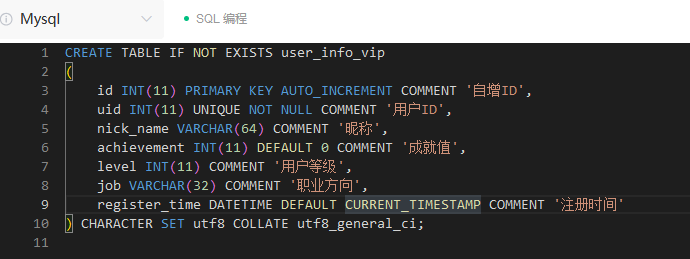 Mysql SQL 编程
1 CREATE TABLE IF NOT EXISTS user_info_vip
2 (
3 id INT(11) PRIMARY KEY AUTO_INCREMENT COMMENT '自增ID',
4 uid INT(11) UNIQUE NOT NULL COMMENT '用户ID',
5 nick_name VARCHAR(64) COMMENT '昵称',
6 achievement INT(11) DEFAULT 0 COMMENT '成就值',
7 level INT(11) COMMENT '用户等级',
8 job VARCHAR(32) COMMENT '职业方向',
9 register_time DATETIME DEFAULT CURRENT_TIMESTAMP COMMENT '注册时间'
10 ) CHARACTER SET utf8 COLLATE utf8_general_ci;
11